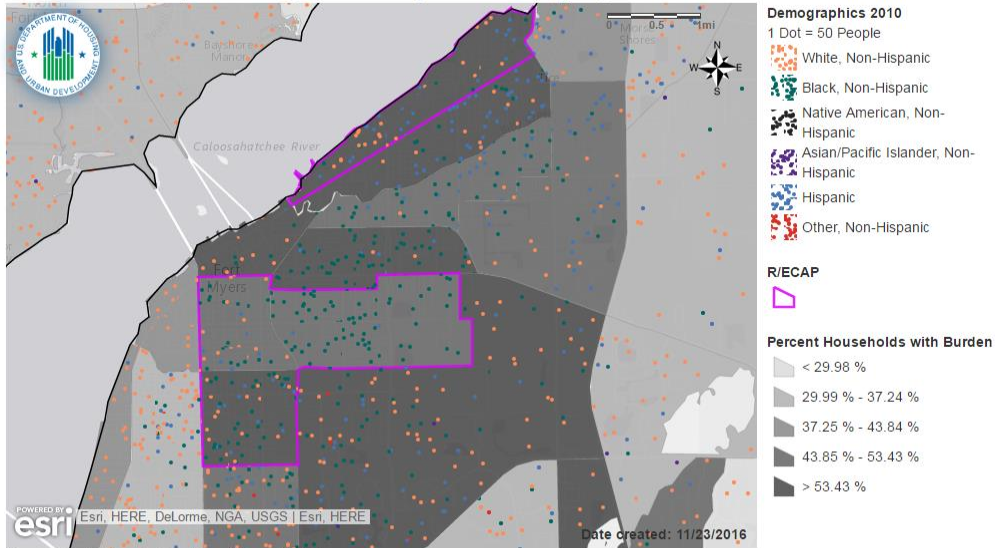 U.S. DEPARTMENT OF HOUSING
AND URBAN DEVELOPMENT
Bayshore
Manor
Caloosahatchee River
Fort
Myers
0 0.5 1mi
Morse
Shores
N
W E
S
POWERED BY
esri
Esri, HERE, DeLorme, NGA, USGS | Esri, HERE
Date created: 11/23/2016
Demographics 2010
1 Dot = 50 People
White, Non-Hispanic
Black, Non-Hispanic
Native American, Non-
Hispanic
Asian/Pacific Islander, Non-
Hispanic
Hispanic
Other, Non-Hispanic
R/ECAP
Percent Households with Burden
< 29.98 %
29.99 % - 37.24 %
37.25 % - 43.84 %
43.85 % - 53.43 %
> 53.43 %